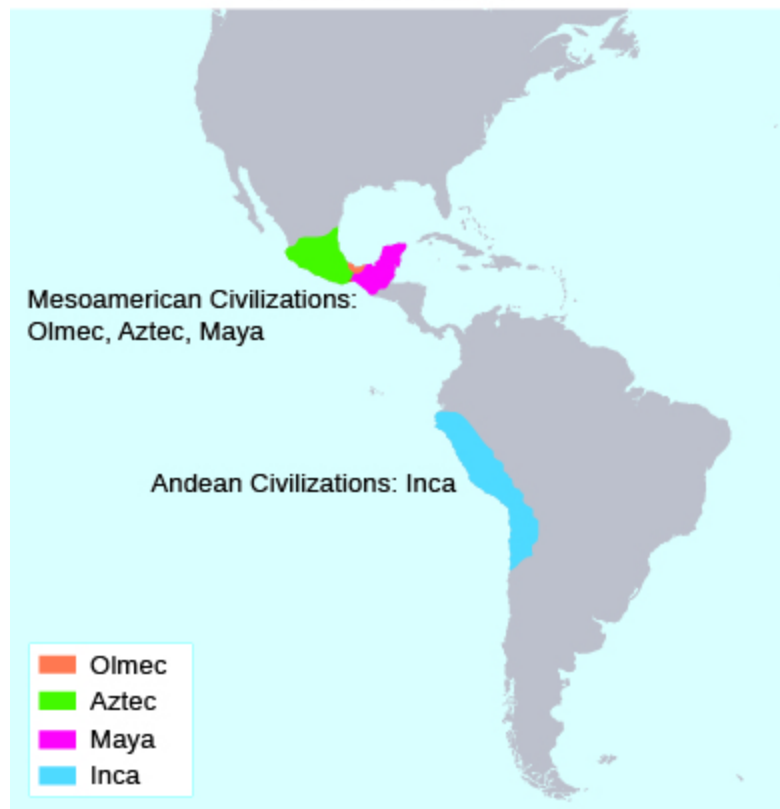 Mesoamerican Civilizations:
Olmec, Aztec, Maya
Andean Civilizations: Inca
Olmec
Aztec
Maya
Inca